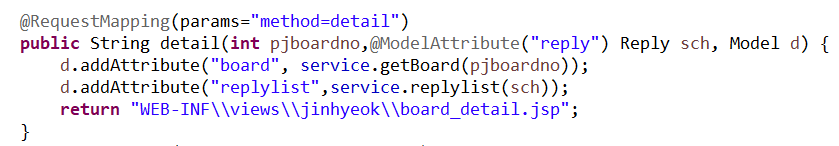 @RequestMapping(params="method=detail")
public String detail(int pjboardno,@ModelAttribute("reply") Reply sch, Model d) {
d.addAttribute("board", service.getBoard(pjboardno));
d.addAttribute("replylist",service.replylist(sch));
return "WEB-INF\\views\\jinhyeok\\board_detail.jsp";
}